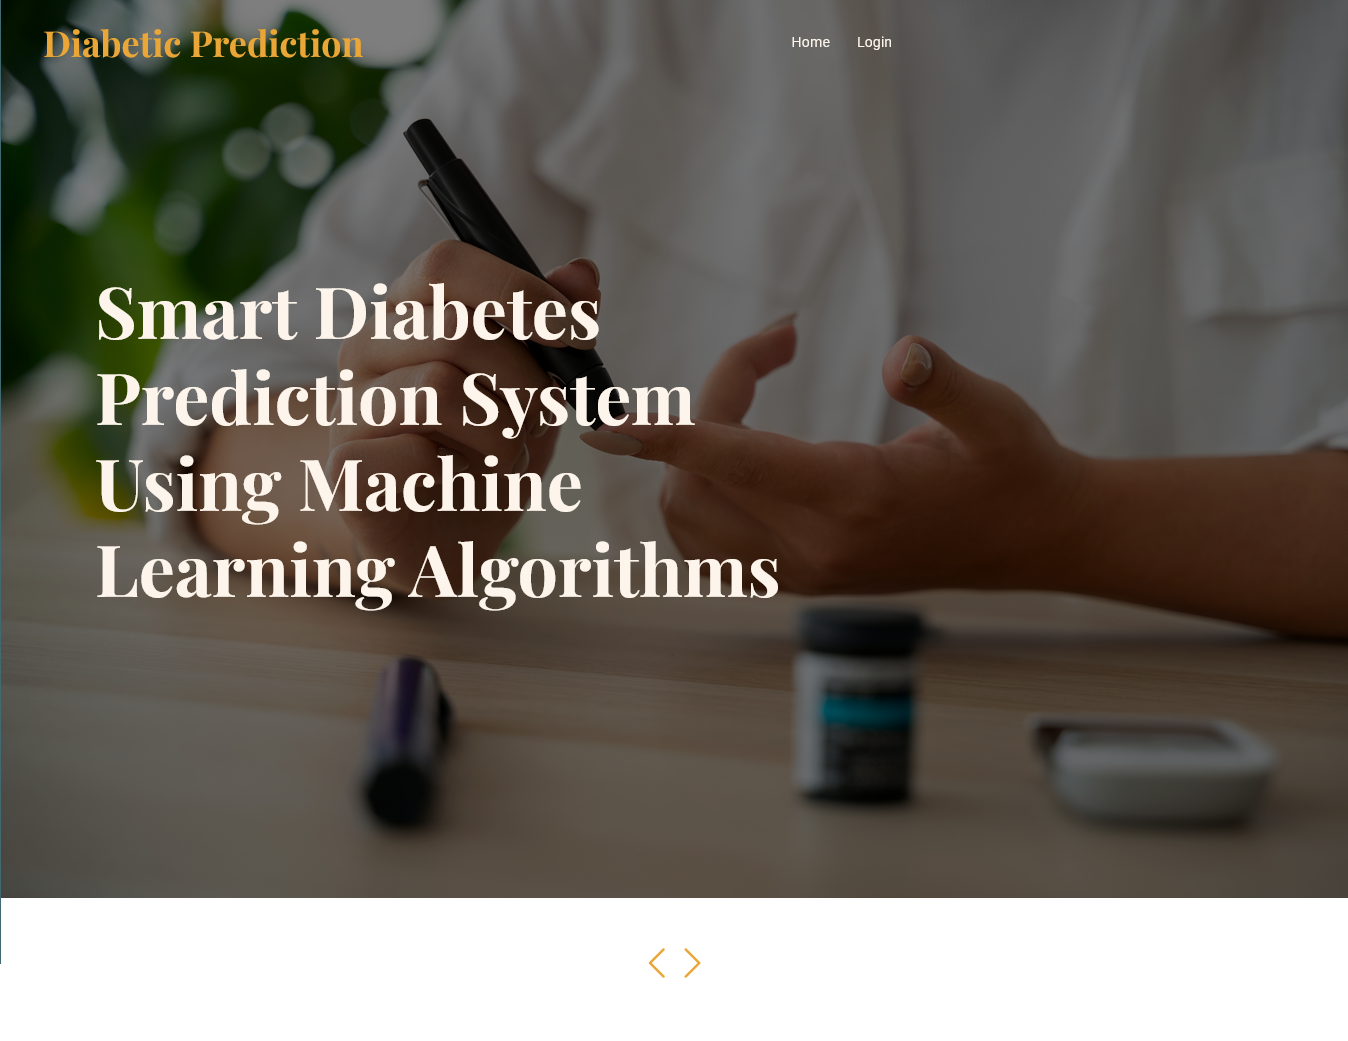 Diabetic Prediction
Home Login
Smart Diabetes
Prediction System
Using Machine
Learning Algorithms